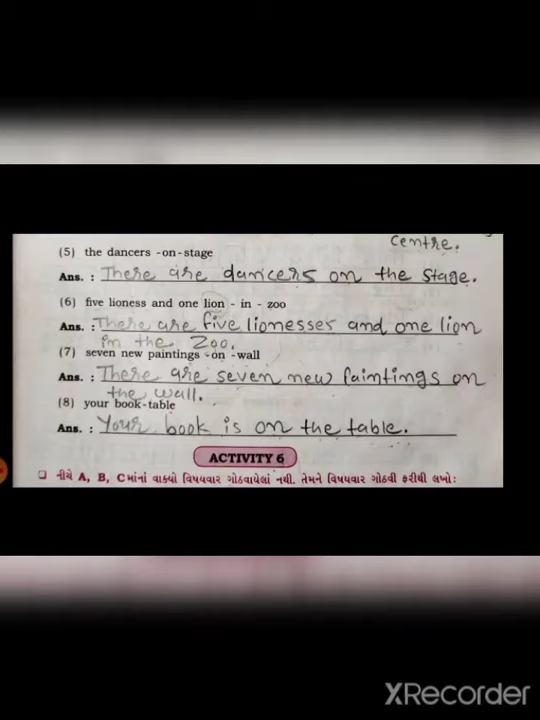 centre.
(5) the dancers -on-stage
Ans. : There are dancers on the stage.
(6) five lioness and one lion - in - zoo
Ans. : There are five lionesses and one lion
in the zoo.
(7) seven new paintings -on -wall
Ans. : There are seven new paintings on
the wall.
(8) your book-table
Ans. : Your book is on the table.
ACTIVITY 6
❑ નીચે A, B, C માંનાં વાક્યો વિષયવાર ગોઠવાયેલાં નથી. તેમને વિષયવાર ગોઠવી ફરીથી લખો:
XRecorder